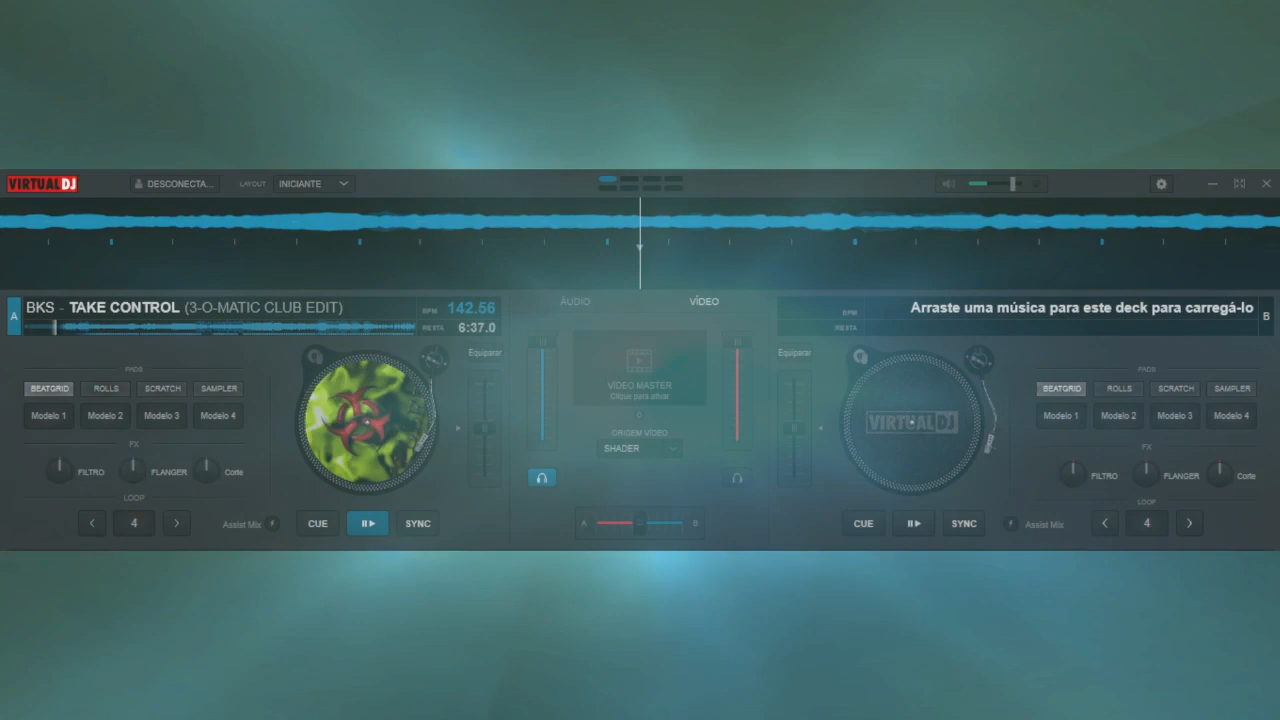 VIRTUALDJ
DESCONECTA...
LAYOUT
INICIANTE
A
BKS - TAKE CONTROL (3-O-MATIC CLUB EDIT)
BPM
142.56
RESTA
6:37.0
ÁUDIO
VÍDEO
BPM
RESTA
Arraste uma música para este deck para carregá-lo
B
PADS
BEATGRID
ROLLS
SCRATCH
SAMPLER
Modelo 1
Modelo 2
Modelo 3
Modelo 4
FX
FILTRO
FLANGER
Corte
LOOP
4
Assist Mix
CUE
SYNC
Equiparar
VÍDEO MASTER
Clique para ativar
ORIGEM VÍDEO
SHADER
A
B
Equiparar
VIRTUALDJ
CUE
SYNC
Assist Mix
PADS
BEATGRID
ROLLS
SCRATCH
SAMPLER
Modelo 1
Modelo 2
Modelo 3
Modelo 4
FX
FILTRO
FLANGER
Corte
LOOP
4